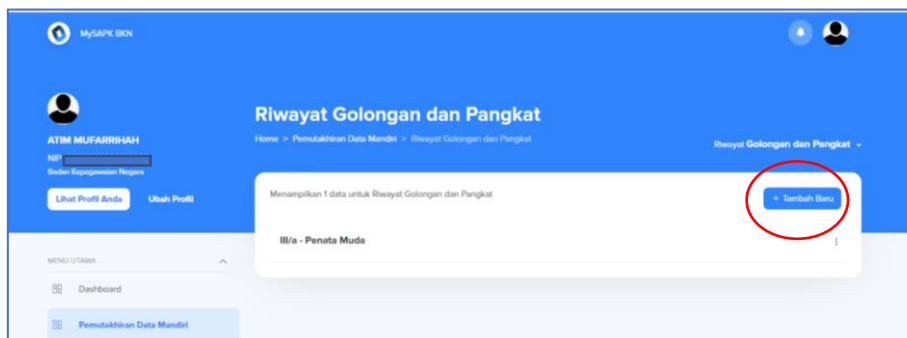 MySAPK BKN
ATIM MUFARRIHAH
NIP
Badan Kepegawaian Negara
Lihat Profil Anda
Ubah Profil
MENU UTAMA
Dashboard
Pemutakhiran Data Mandiri
Riwayat Golongan dan Pangkat
Home > Pemutakhiran Data Mandiri > Riwayat Golongan dan Pangkat
Riwayat Golongan dan Pangkat
Menampilkan 1 data untuk Riwayat Golongan dan Pangkat
+ Tambah Baru
III/a - Penata Muda